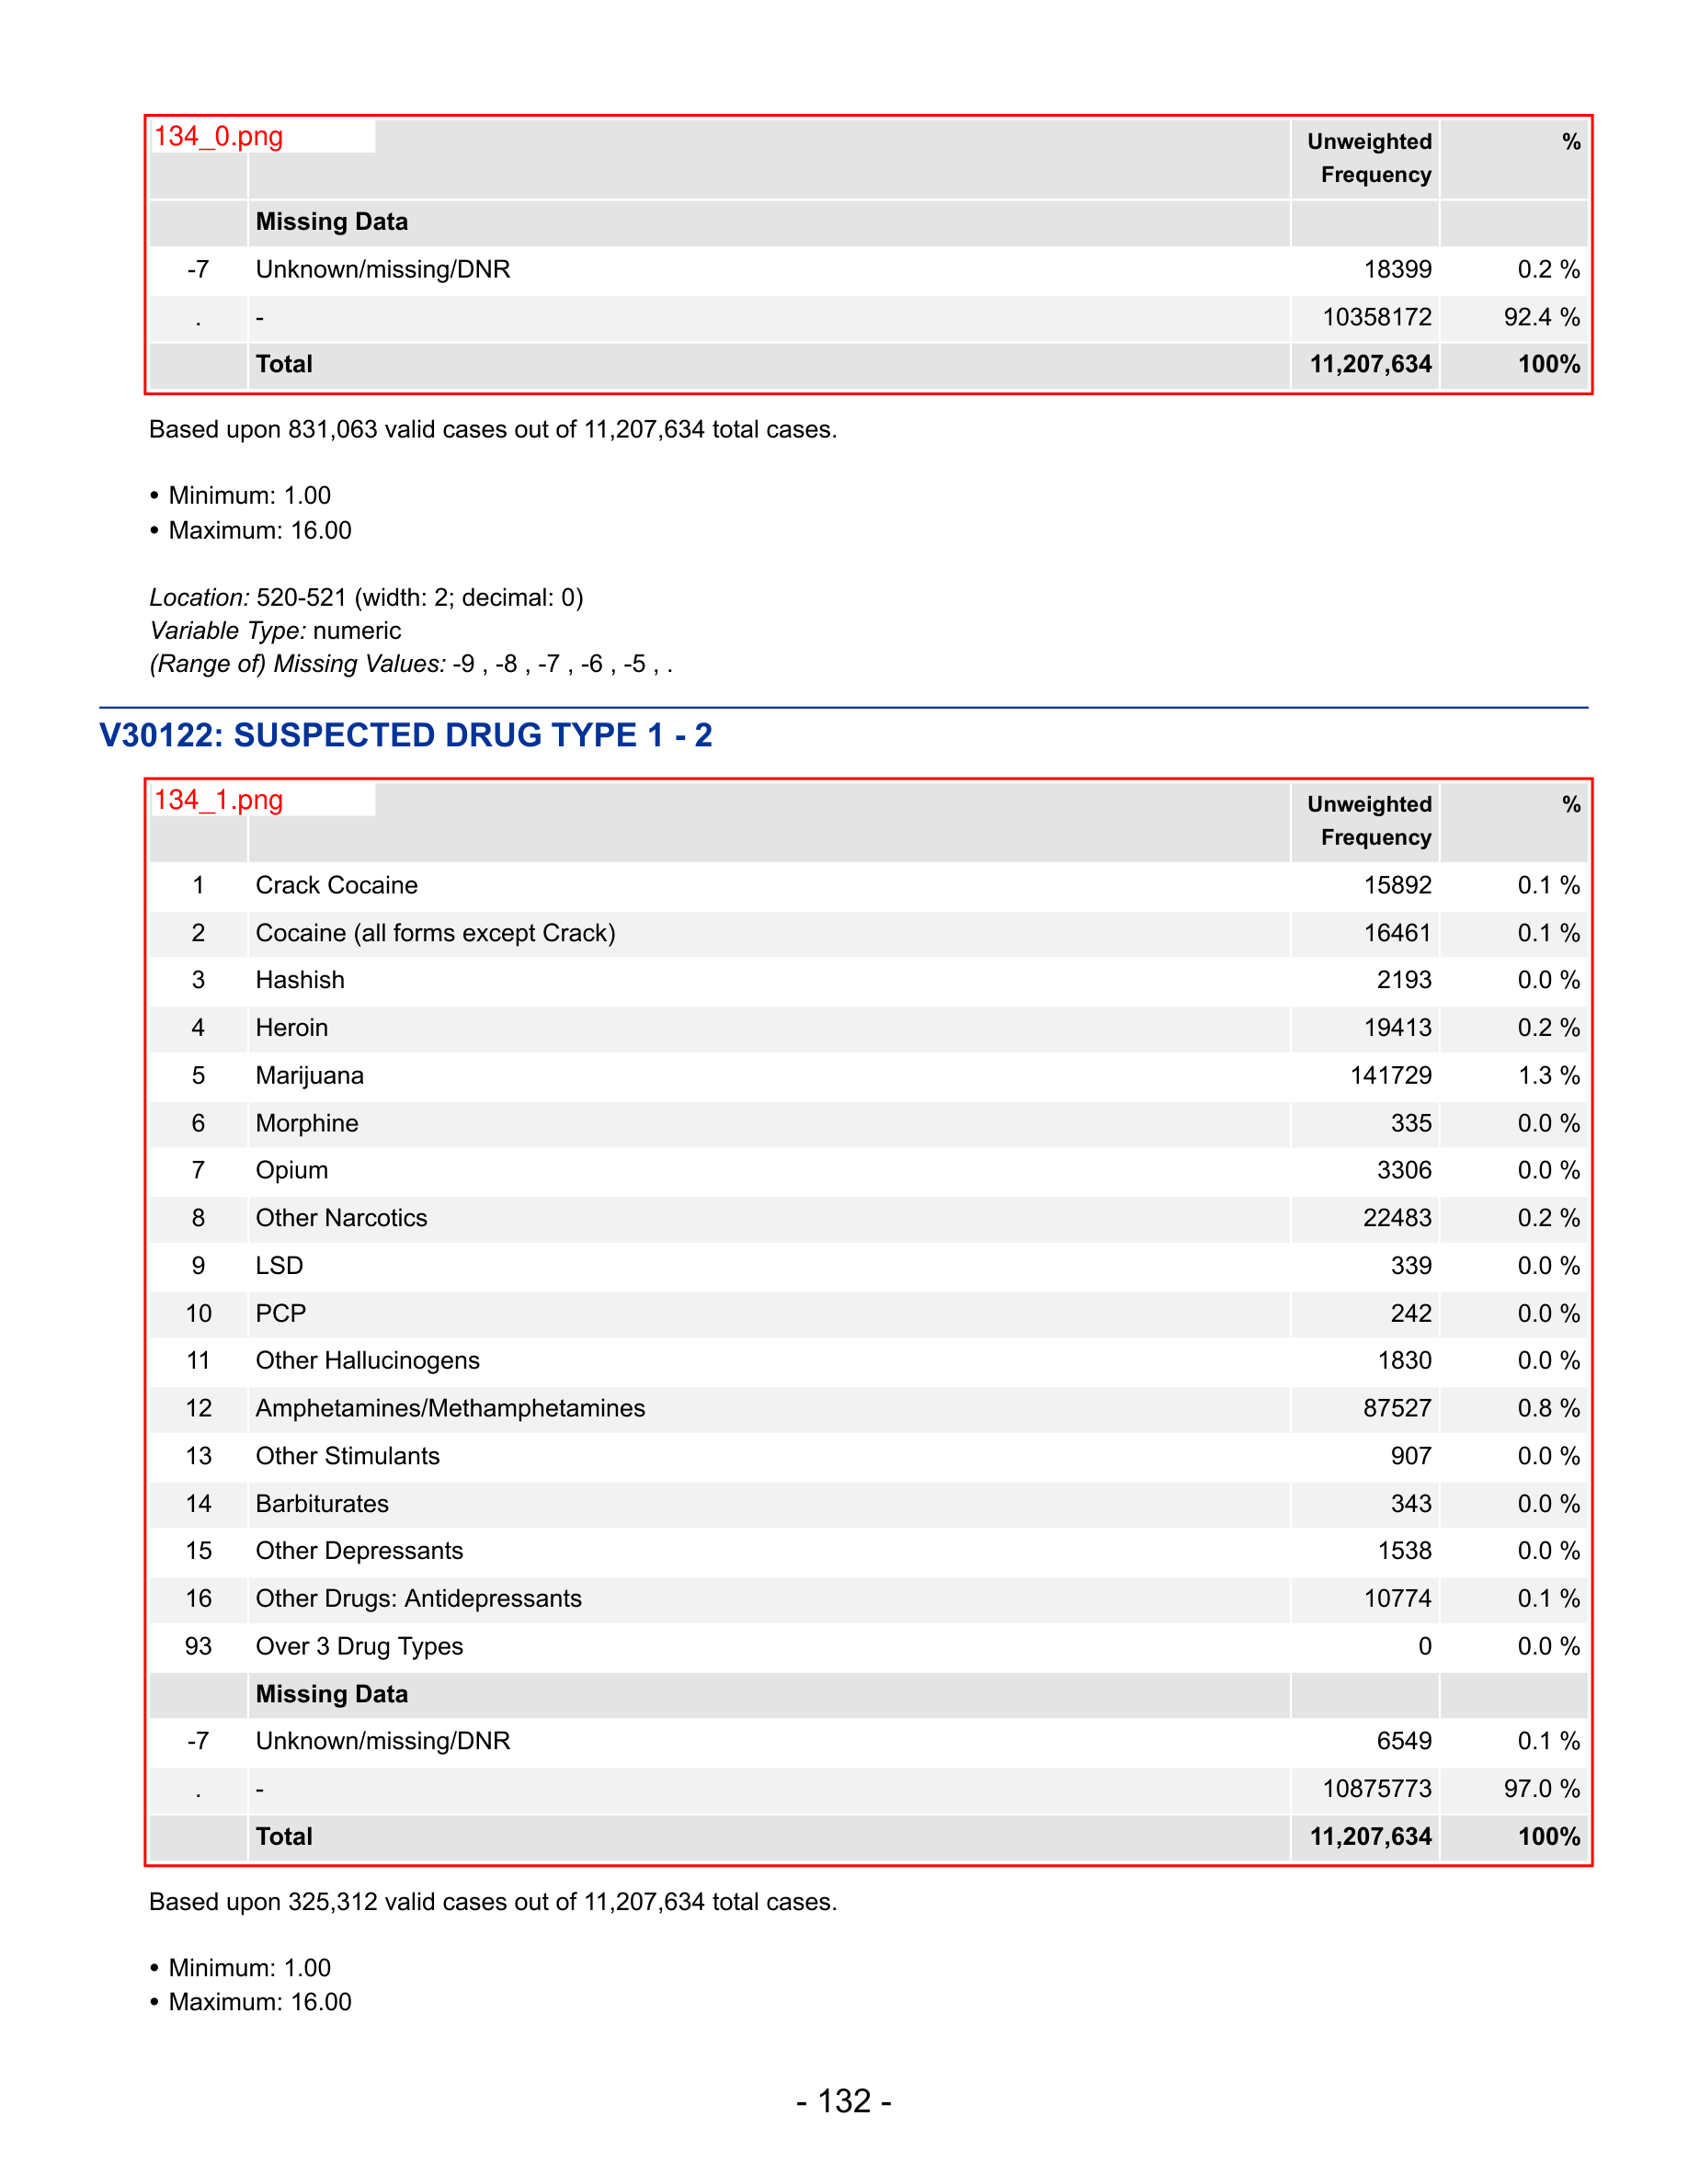 134_0.png
Unweighted Frequency %
Missing Data
-7 Unknown/missing/DNR 18399 0.2 %
. - 10358172 92.4 %
Total 11,207,634 100%
Based upon 831,063 valid cases out of 11,207,634 total cases.
• Minimum: 1.00
• Maximum: 16.00
Location: 520-521 (width: 2; decimal: 0)
Variable Type: numeric
(Range of) Missing Values: -9 , -8 , -7 , -6 , -5 , .
V30122: SUSPECTED DRUG TYPE 1 - 2
134_1.png
Unweighted Frequency %
1 Crack Cocaine 15892 0.1 %
2 Cocaine (all forms except Crack) 16461 0.1 %
3 Hashish 2193 0.0 %
4 Heroin 19413 0.2 %
5 Marijuana 141729 1.3 %
6 Morphine 335 0.0 %
7 Opium 3306 0.0 %
8 Other Narcotics 22483 0.2 %
9 LSD 339 0.0 %
10 PCP 242 0.0 %
11 Other Hallucinogens 1830 0.0 %
12 Amphetamines/Methamphetamines 87527 0.8 %
13 Other Stimulants 907 0.0 %
14 Barbiturates 343 0.0 %
15 Other Depressants 1538 0.0 %
16 Other Drugs: Antidepressants 10774 0.1 %
93 Over 3 Drug Types 0 0.0 %
Missing Data
-7 Unknown/missing/DNR 6549 0.1 %
. - 10875773 97.0 %
Total 11,207,634 100%
Based upon 325,312 valid cases out of 11,207,634 total cases.
• Minimum: 1.00
• Maximum: 16.00
- 132 -